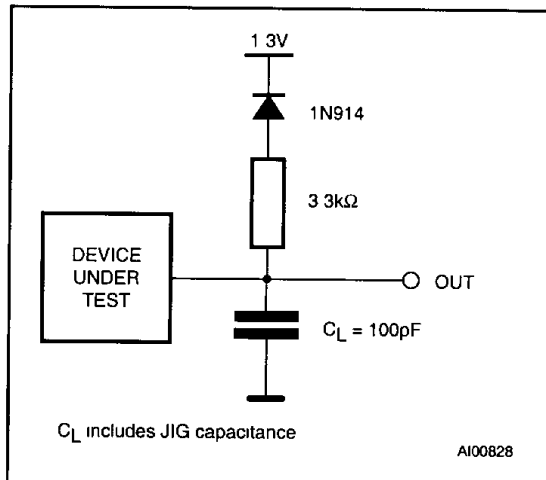 1 3V
1N914
3 3kΩ
DEVICE
UNDER
TEST
OUT
CL = 100pF
CL includes JIG capacitance
AI00828